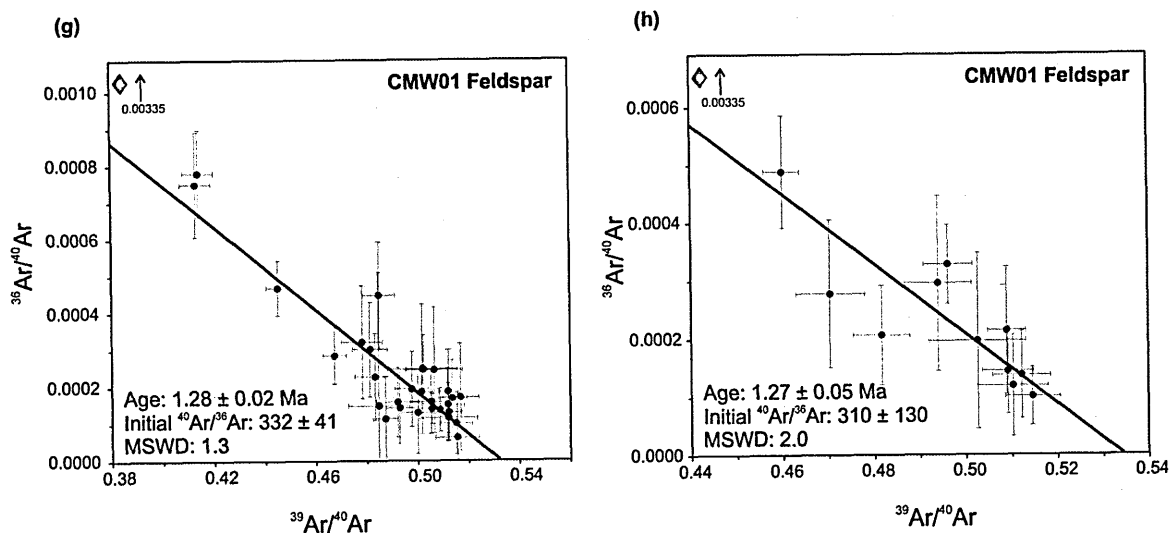 (g)
CMW01 Feldspar
0.00335
0.0010
0.0008
0.0006
0.0004
0.0002
0.0000
³⁶Ar/⁴⁰Ar
Age: 1.28 ± 0.02 Ma
Initial ⁴⁰Ar/³⁶Ar: 332 ± 41
MSWD: 1.3
0.38
0.42
0.46
0.50
0.54
³⁹Ar/⁴⁰Ar
(h)
CMW01 Feldspar
0.00335
0.0006
0.0004
0.0002
0.0000
³⁶Ar/⁴⁰Ar
Age: 1.27 ± 0.05 Ma
Initial ⁴⁰Ar/³⁶Ar: 310 ± 130
MSWD: 2.0
0.44
0.46
0.48
0.50
0.52
0.54
³⁹Ar/⁴⁰Ar